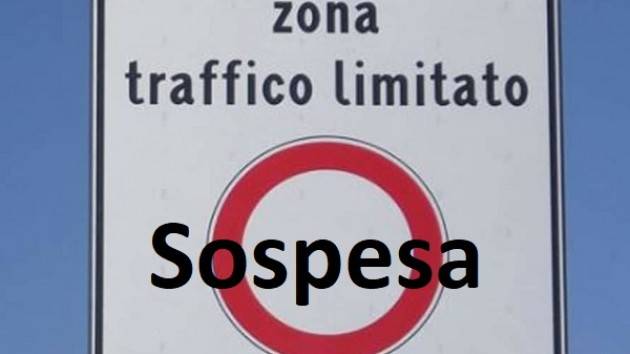 zona
traffico limitato
Sospesa